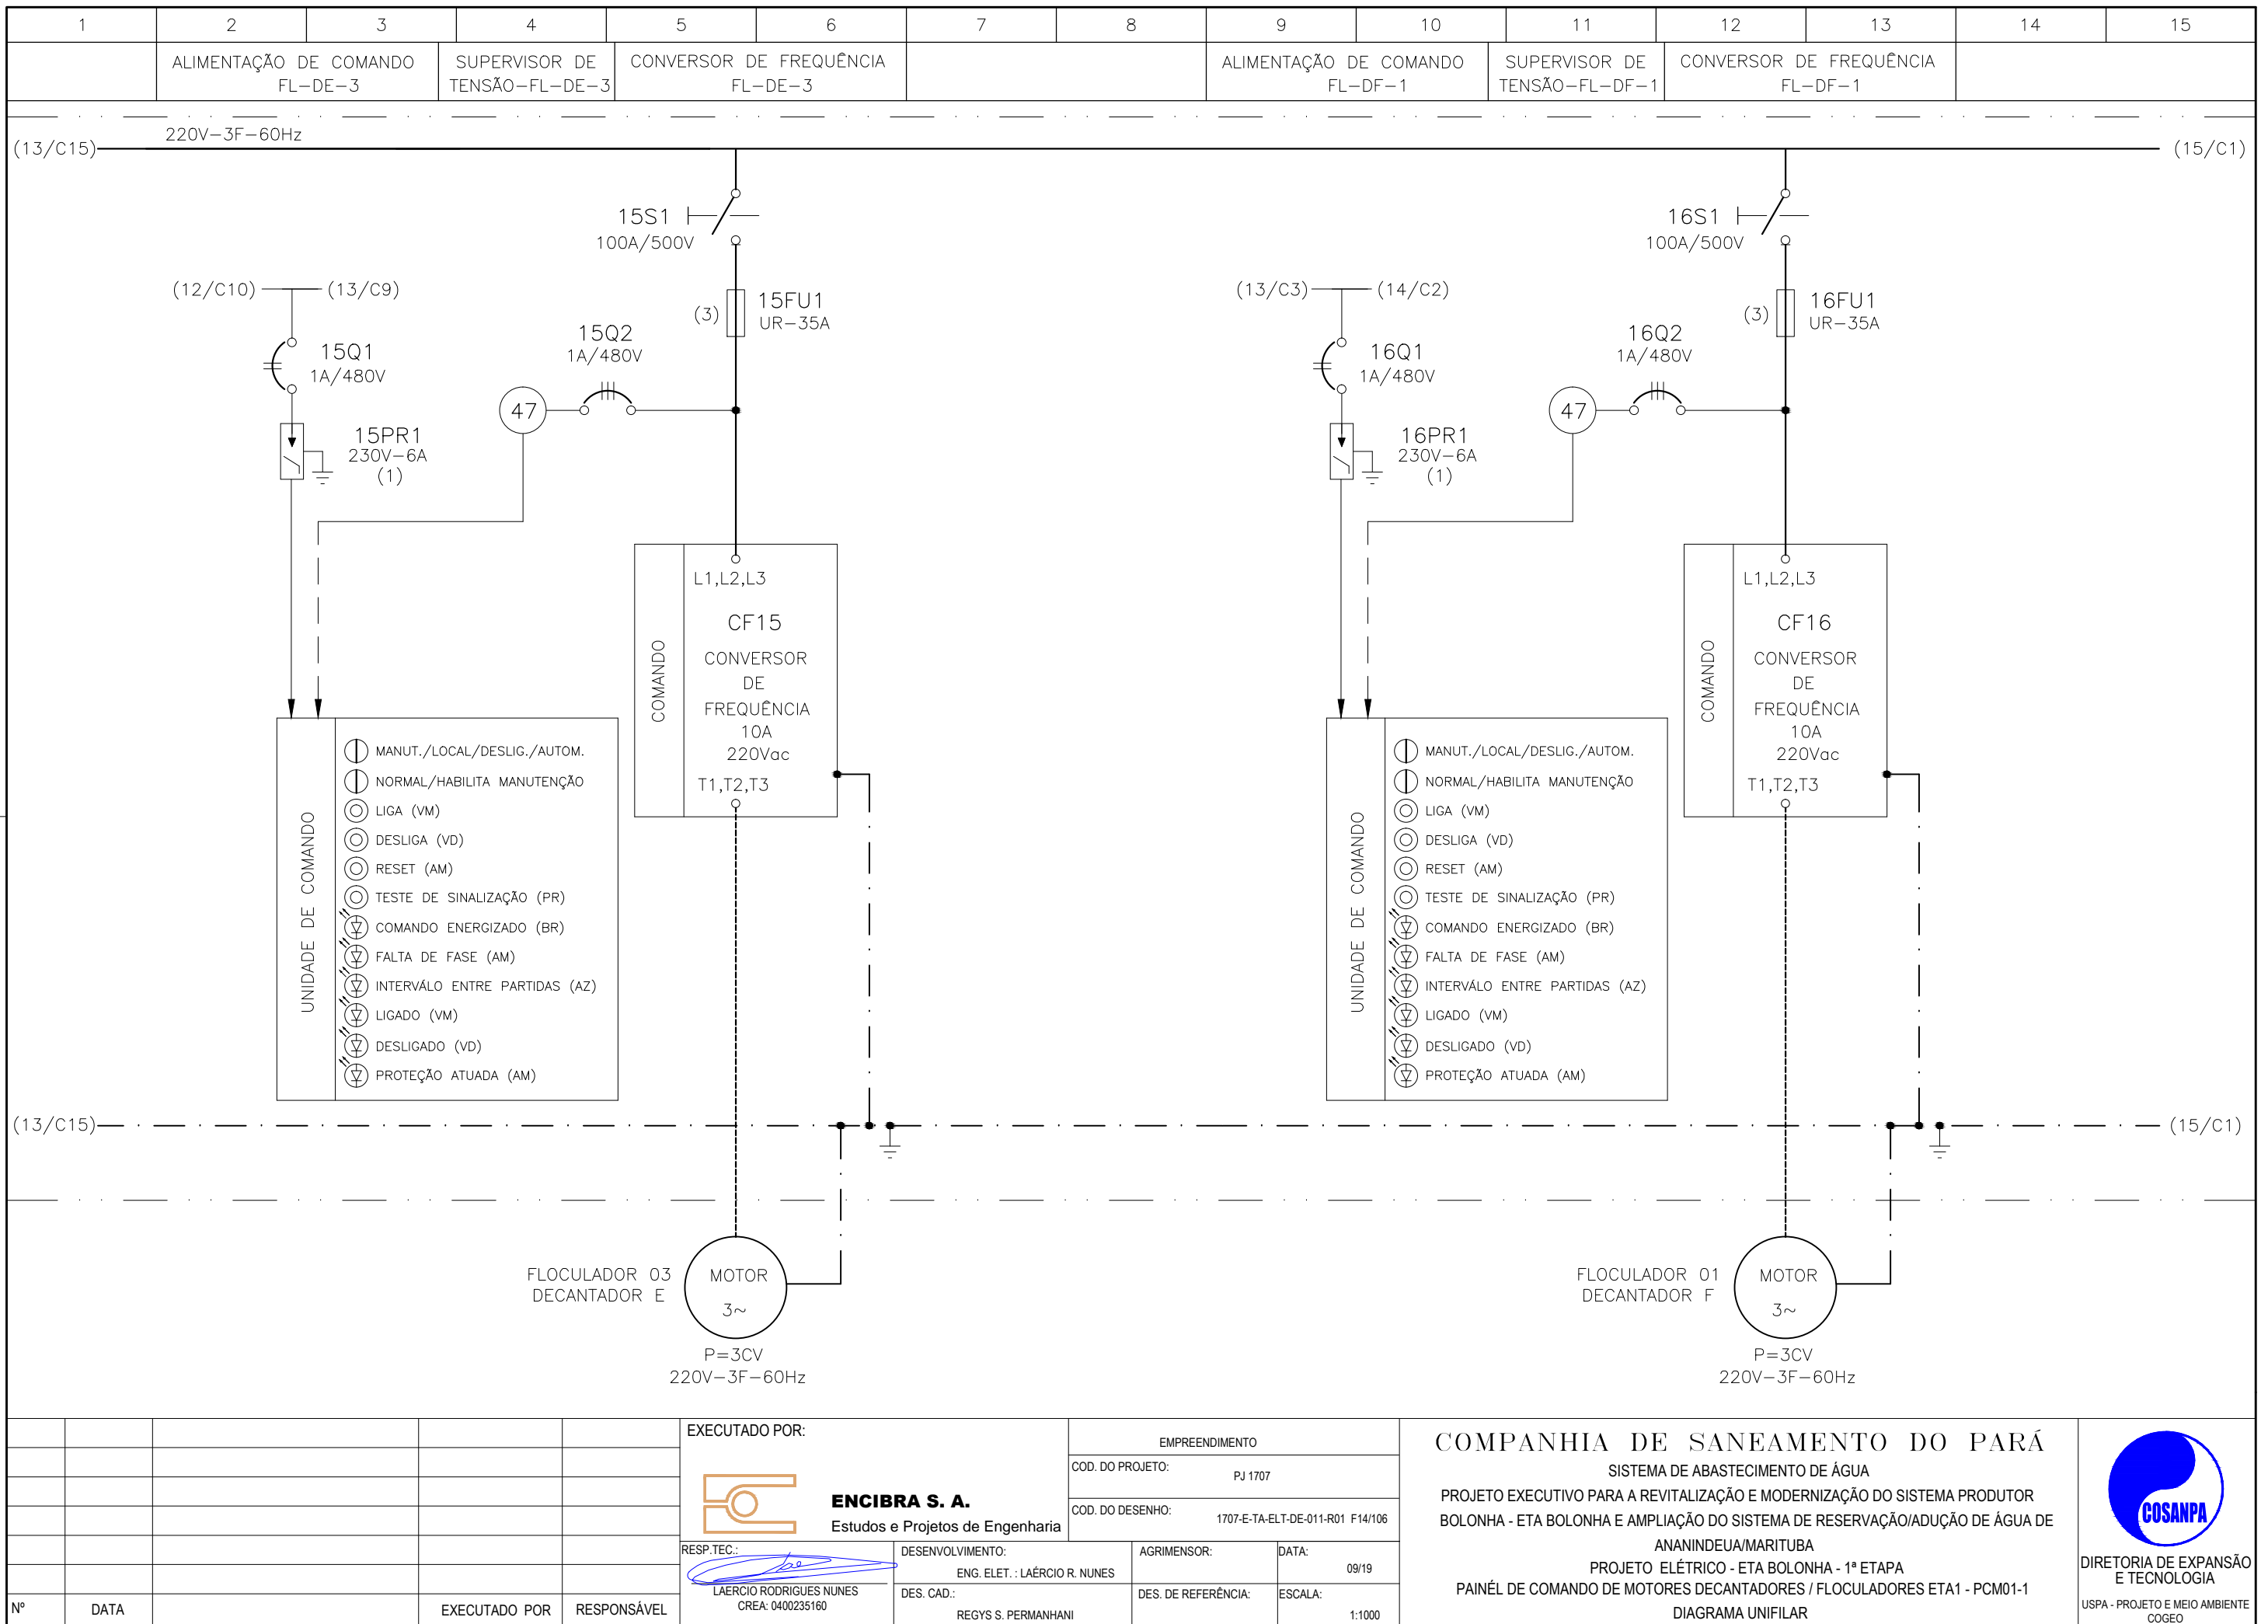 1 2 3 4 5 6 7 8 9 10 11 12 13 14 15
ALIMENTAÇÃO DE COMANDO
FL-DE-3
SUPERVISOR DE
TENSÃO-FL-DE-3
CONVERSOR DE FREQUÊNCIA
FL-DE-3
ALIMENTAÇÃO DE COMANDO
FL-DF-1
SUPERVISOR DE
TENSÃO-FL-DF-1
CONVERSOR DE FREQUÊNCIA
FL-DF-1
220V-3F-60Hz
(13/C15)
(15/C1)
15S1
100A/500V
(12/C10)
(13/C9)
(3)
15FU1
UR-35A
15Q2
1A/480V
15Q1
1A/480V
47
15PR1
230V-6A
(1)
COMANDO
L1,L2,L3
CF15
CONVERSOR
DE
FREQUÊNCIA
10A
220Vac
T1,T2,T3
UNIDADE DE COMANDO
MANUT./LOCAL/DESLIG./AUTOM.
NORMAL/HABILITA MANUTENÇÃO
LIGA (VM)
DESLIGA (VD)
RESET (AM)
TESTE DE SINALIZAÇÃO (PR)
COMANDO ENERGIZADO (BR)
FALTA DE FASE (AM)
INTERVÁLO ENTRE PARTIDAS (AZ)
LIGADO (VM)
DESLIGADO (VD)
PROTEÇÃO ATUADA (AM)
16S1
100A/500V
(13/C3)
(14/C2)
(3)
16FU1
UR-35A
16Q2
1A/480V
16Q1
1A/480V
47
16PR1
230V-6A
(1)
COMANDO
L1,L2,L3
CF16
CONVERSOR
DE
FREQUÊNCIA
10A
220Vac
T1,T2,T3
UNIDADE DE COMANDO
MANUT./LOCAL/DESLIG./AUTOM.
NORMAL/HABILITA MANUTENÇÃO
LIGA (VM)
DESLIGA (VD)
RESET (AM)
TESTE DE SINALIZAÇÃO (PR)
COMANDO ENERGIZADO (BR)
FALTA DE FASE (AM)
INTERVÁLO ENTRE PARTIDAS (AZ)
LIGADO (VM)
DESLIGADO (VD)
PROTEÇÃO ATUADA (AM)
(13/C15)
(15/C1)
FLOCULADOR 03
DECANTADOR E
MOTOR
3~
P=3CV
220V-3F-60Hz
FLOCULADOR 01
DECANTADOR F
MOTOR
3~
P=3CV
220V-3F-60Hz
Nº DATA EXECUTADO POR RESPONSÁVEL
EXECUTADO POR:
ENCIBRA S. A.
Estudos e Projetos de Engenharia
EMPREENDIMENTO
COD. DO PROJETO:
PJ 1707
COD. DO DESENHO:
1707-E-TA-ELT-DE-011-R01 F14/106
RESP.TEC.:
LAERCIO RODRIGUES NUNES
CREA: 0400235160
DESENVOLVIMENTO:
ENG. ELET. : LAÉRCIO R. NUNES
AGRIMENSOR:
DATA:
09/19
DES. CAD.:
REGYS S. PERMANHANI
DES. DE REFERÊNCIA:
ESCALA:
1:1000
COMPANHIA DE SANEAMENTO DO PARÁ
SISTEMA DE ABASTECIMENTO DE ÁGUA
PROJETO EXECUTIVO PARA A REVITALIZAÇÃO E MODERNIZAÇÃO DO SISTEMA PRODUTOR
BOLONHA - ETA BOLONHA E AMPLIAÇÃO DO SISTEMA DE RESERVAÇÃO/ADUÇÃO DE ÁGUA DE
ANANINDEUA/MARITUBA
PROJETO ELÉTRICO - ETA BOLONHA - 1ª ETAPA
PAINÉL DE COMANDO DE MOTORES DECANTADORES / FLOCULADORES ETA1 - PCM01-1
DIAGRAMA UNIFILAR
COSANPA
DIRETORIA DE EXPANSÃO
E TECNOLOGIA
USPA - PROJETO E MEIO AMBIENTE
COGEO